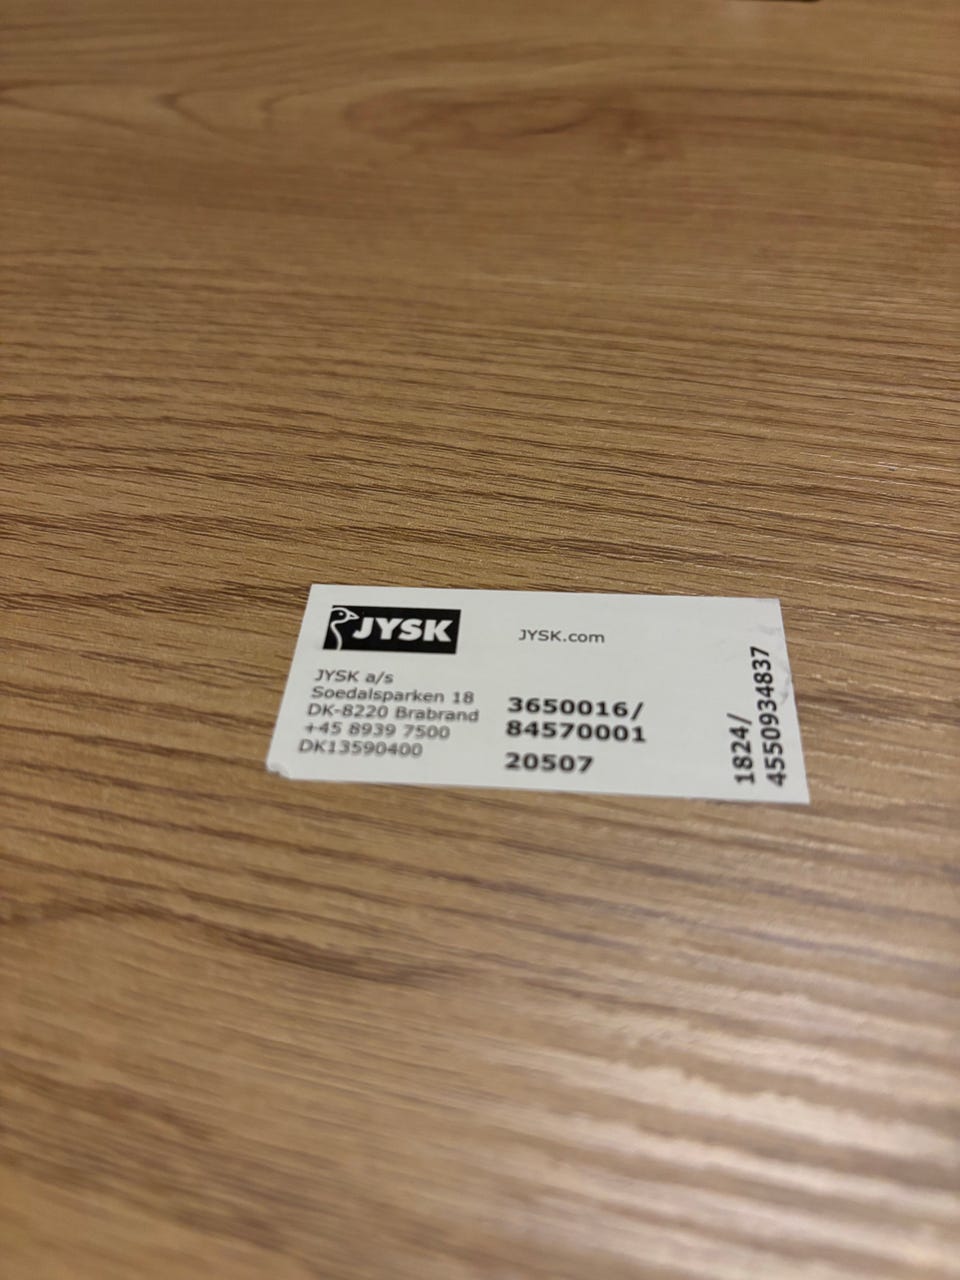 JYSK
JYSK.com
JYSK a/s
Soedalsparken 18
DK-8220 Brabrand
+45 8939 7500
DK13590400
3650016/
84570001
20507
1824/
4550934837